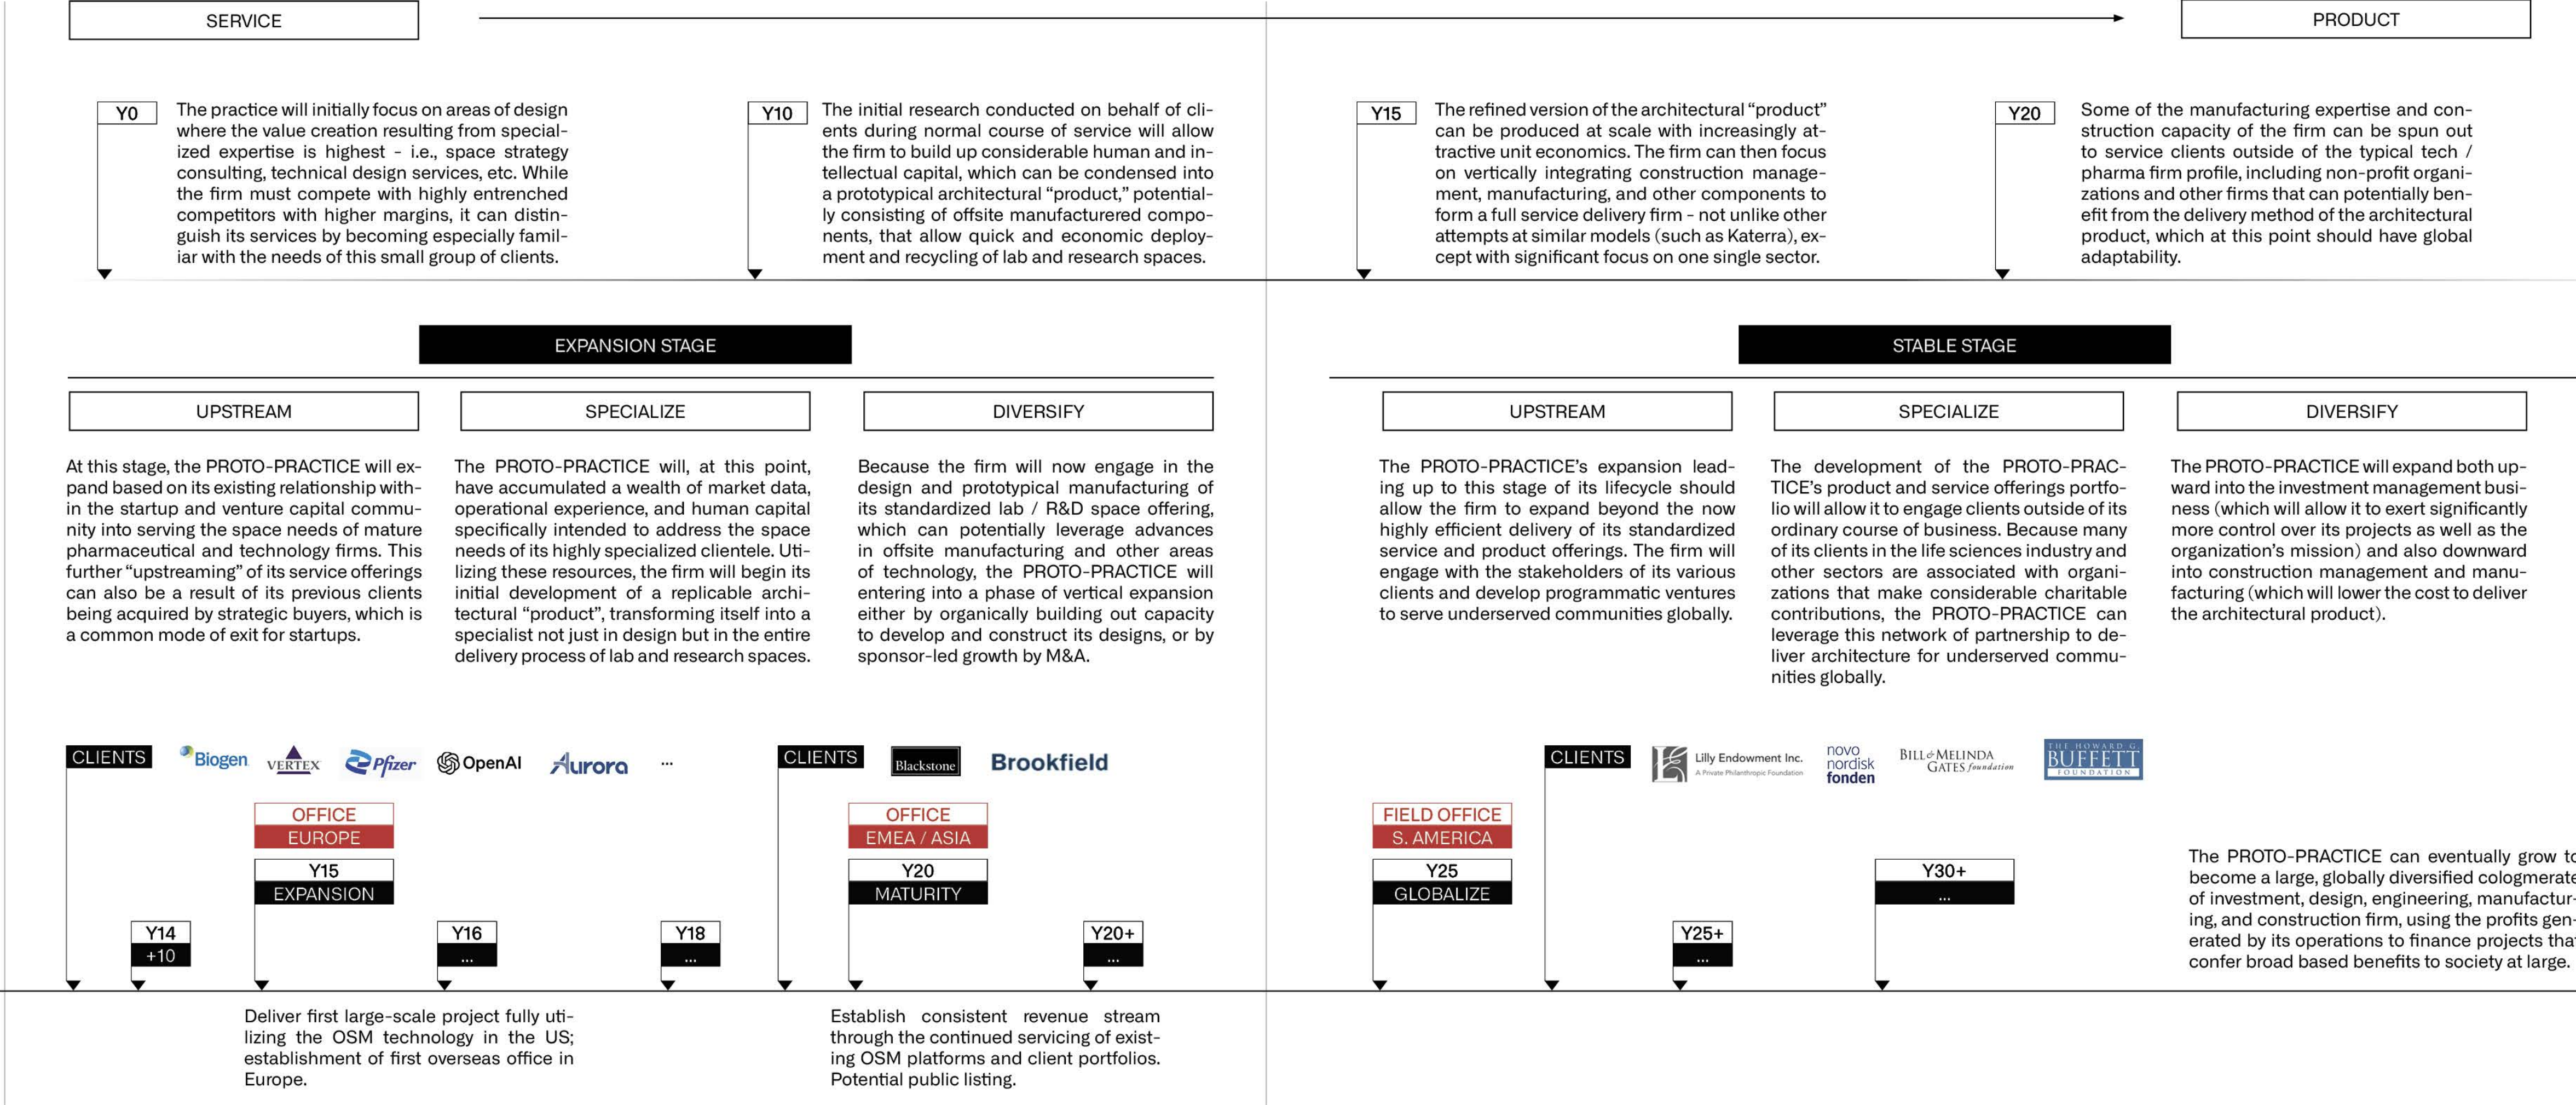 SERVICE
PRODUCT
Y0
The practice will initially focus on areas of design
where the value creation resulting from special-
ized expertise is highest - i.e., space strategy
consulting, technical design services, etc. While
the firm must compete with highly entrenched
competitors with higher margins, it can distin-
guish its services by becoming especially famil-
iar with the needs of this small group of clients.
Y10
The initial research conducted on behalf of cli-
ents during normal course of service will allow
the firm to build up considerable human and in-
tellectual capital, which can be condensed into
a prototypical architectural “product,” potential-
ly consisting of offsite manufacturered compo-
nents, that allow quick and economic deploy-
ment and recycling of lab and research spaces.
Y15
The refined version of the architectural “product”
can be produced at scale with increasingly at-
tractive unit economics. The firm can then focus
on vertically integrating construction manage-
ment, manufacturing, and other components to
form a full service delivery firm - not unlike other
attempts at similar models (such as Katerra), ex-
cept with significant focus on one single sector.
Y20
Some of the manufacturing expertise and con-
struction capacity of the firm can be spun out
to service clients outside of the typical tech /
pharma firm profile, including non-profit organi-
zations and other firms that can potentially ben-
efit from the delivery method of the architectural
product, which at this point should have global
adaptability.
EXPANSION STAGE
UPSTREAM
SPECIALIZE
DIVERSIFY
At this stage, the PROTO-PRACTICE will ex-
pand based on its existing relationship with-
in the startup and venture capital commu-
nity into serving the space needs of mature
pharmaceutical and technology firms. This
further “upstreaming” of its service offerings
can also be a result of its previous clients
being acquired by strategic buyers, which is
a common mode of exit for startups.
The PROTO-PRACTICE will, at this point,
have accumulated a wealth of market data,
operational experience, and human capital
specifically intended to address the space
needs of its highly specialized clientele. Uti-
lizing these resources, the firm will begin its
initial development of a replicable archi-
tectural “product”, transforming itself into a
specialist not just in design but in the entire
delivery process of lab and research spaces.
Because the firm will now engage in the
design and prototypical manufacturing of
its standardized lab / R&D space offering,
which can potentially leverage advances
in offsite manufacturing and other areas
of technology, the PROTO-PRACTICE will
entering into a phase of vertical expansion
either by organically building out capacity
to develop and construct its designs, or by
sponsor-led growth by M&A.
STABLE STAGE
UPSTREAM
SPECIALIZE
DIVERSIFY
The PROTO-PRACTICE’s expansion lead-
ing up to this stage of its lifecycle should
allow the firm to expand beyond the now
highly efficient delivery of its standardized
service and product offerings. The firm will
engage with the stakeholders of its various
clients and develop programmatic ventures
to serve underserved communities globally.
The development of the PROTO-PRAC-
TICE’s product and service offerings portfo-
lio will allow it to engage clients outside of its
ordinary course of business. Because many
of its clients in the life sciences industry and
other sectors are associated with organi-
zations that make considerable charitable
contributions, the PROTO-PRACTICE can
leverage this network of partnership to de-
liver architecture for underserved commu-
nities globally.
The PROTO-PRACTICE will expand both up-
ward into the investment management busi-
ness (which will allow it to exert significantly
more control over its projects as well as the
organization’s mission) and also downward
into construction management and manu-
facturing (which will lower the cost to deliver
the architectural product).
CLIENTS
Biogen
VERTEX
Pfizer
OpenAI
Aurora
...
CLIENTS
Blackstone
Brookfield
CLIENTS
Lilly Endowment Inc.
A Private Philanthropic Foundation
novo
nordisk
fonden
BILL & MELINDA
GATES foundation
THE HOWARD G.
BUFFETT
FOUNDATION
OFFICE
EUROPE
Y15
EXPANSION
OFFICE
EMEA / ASIA
Y20
MATURITY
FIELD OFFICE
S. AMERICA
Y25
GLOBALIZE
Y30+
...
Y14
+10
Y16
...
Y18
...
Y20+
...
Y25+
...
The PROTO-PRACTICE can eventually grow to
become a large, globally diversified cologmerate
of investment, design, engineering, manufactur-
ing, and construction firm, using the profits gen-
erated by its operations to finance projects that
confer broad based benefits to society at large.
Deliver first large-scale project fully uti-
lizing the OSM technology in the US;
establishment of first overseas office in
Europe.
Establish consistent revenue stream
through the continued servicing of exist-
ing OSM platforms and client portfolios.
Potential public listing.